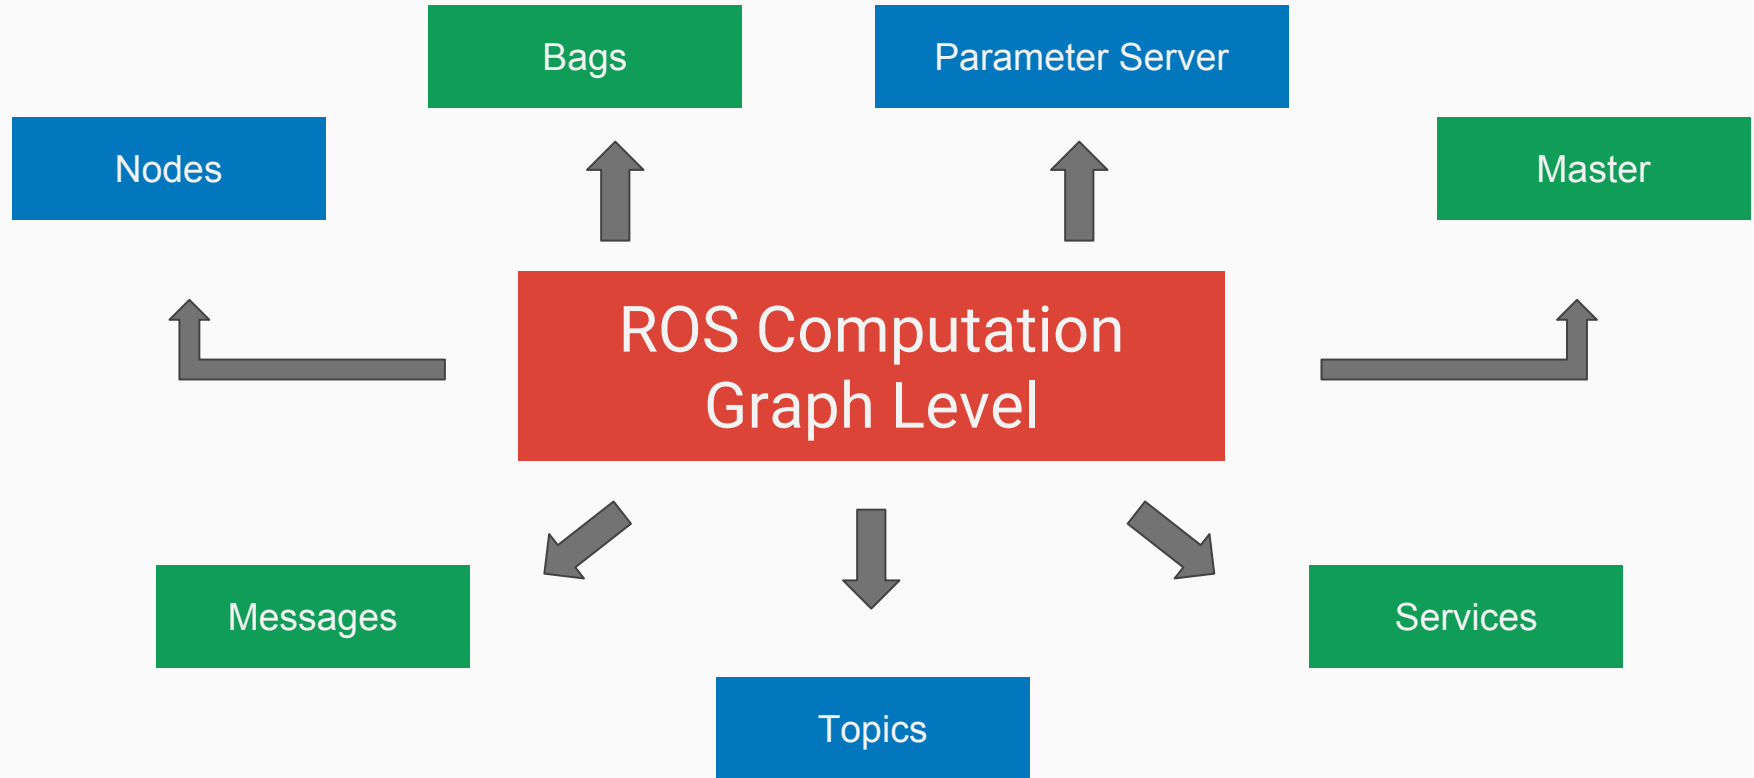 Bags
Parameter Server
Nodes
Master
ROS Computation
Graph Level
Messages
Services
Topics